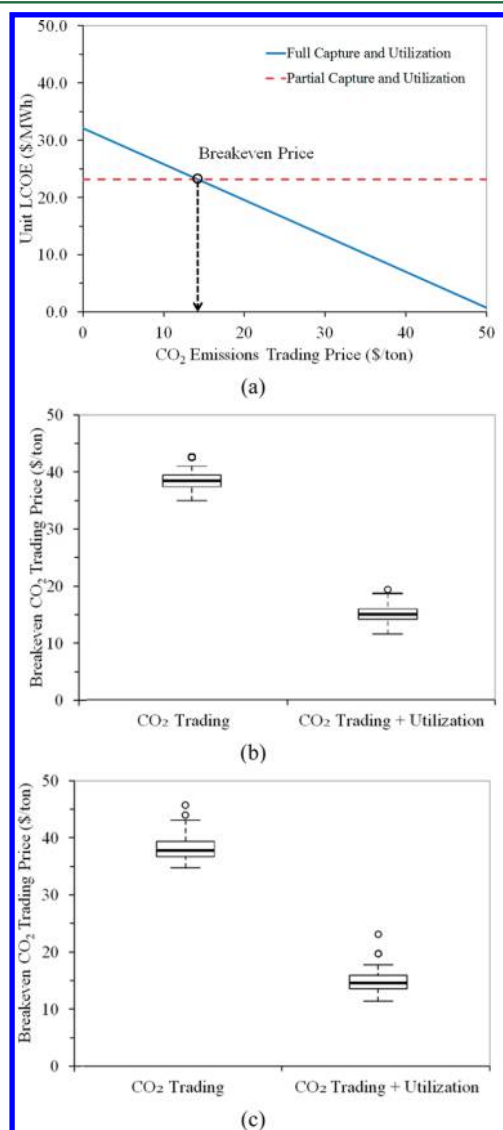 50.0
Full Capture and Utilization
40.0
Partial Capture and Utilization
30.0
Breakeven Price
20.0
10.0
0.0
Unit LCOE ($/MWh)
0 10 20 30 40 50
CO₂ Emissions Trading Price ($/ton)
(a)
50
40
30
20
10
0
Breakeven CO₂ Trading Price ($/ton)
CO₂ Trading CO₂ Trading + Utilization
(b)
50
40
30
20
10
0
Breakeven CO₂ Trading Price ($/ton)
CO₂ Trading CO₂ Trading + Utilization
(c)